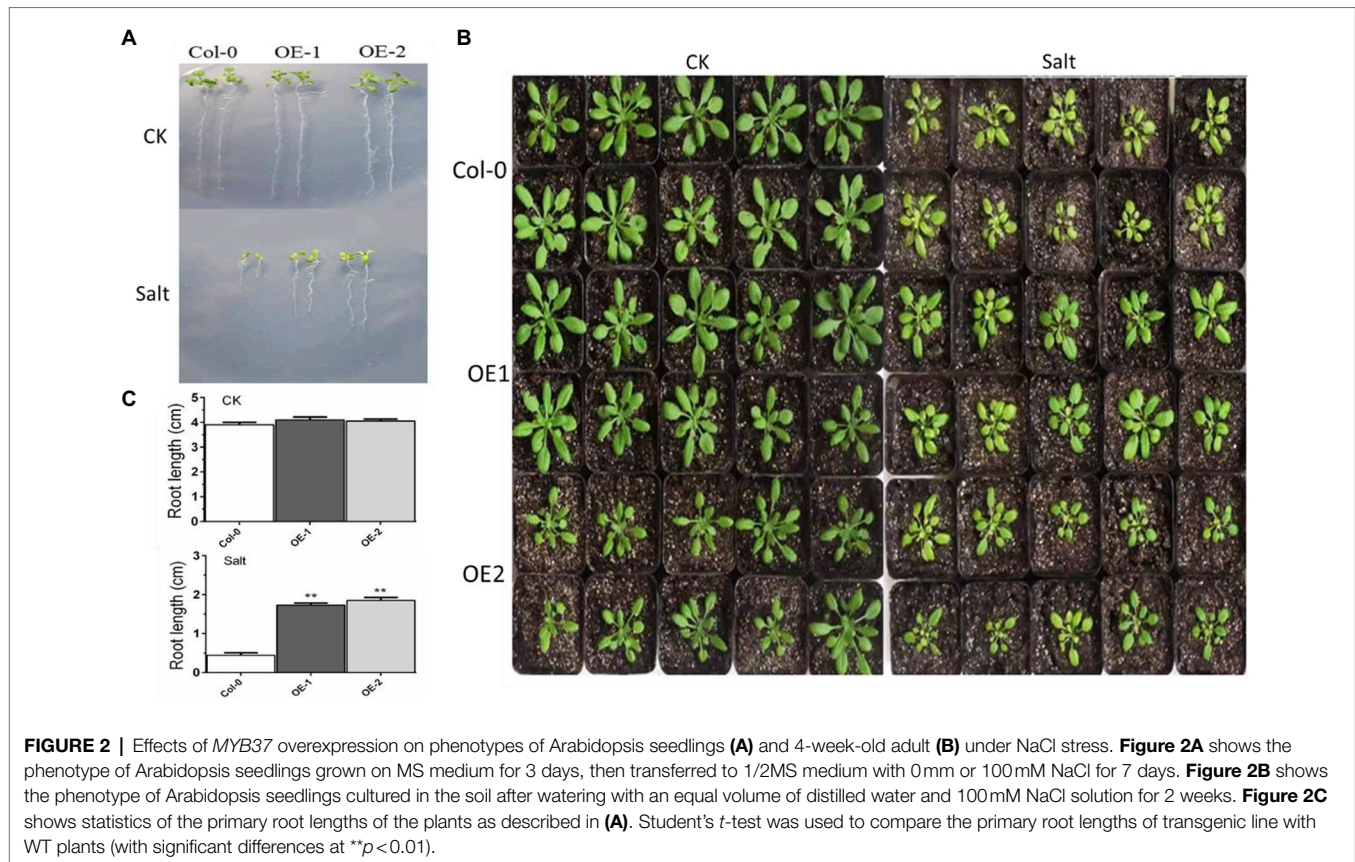 A
Col-0 OE-1 OE-2
CK
Salt
B
CK Salt
Col-0
OE1
OE2
C
CK
Root length (cm)
5
4
3
2
1
0
Col-0 OE-1 OE-2
Salt
Root length (cm)
3
2
1
0
** **
Col-0 OE-1 OE-2
FIGURE 2 | Effects of MYB37 overexpression on phenotypes of Arabidopsis seedlings (A) and 4-week-old adult (B) under NaCl stress. Figure 2A shows the
phenotype of Arabidopsis seedlings grown on MS medium for 3 days, then transferred to 1/2MS medium with 0mm or 100mM NaCl for 7 days. Figure 2B shows
the phenotype of Arabidopsis seedlings cultured in the soil after watering with an equal volume of distilled water and 100mM NaCl solution for 2 weeks. Figure 2C
shows statistics of the primary root lengths of the plants as described in (A). Student's t-test was used to compare the primary root lengths of transgenic line with
WT plants (with significant differences at **p<0.01).